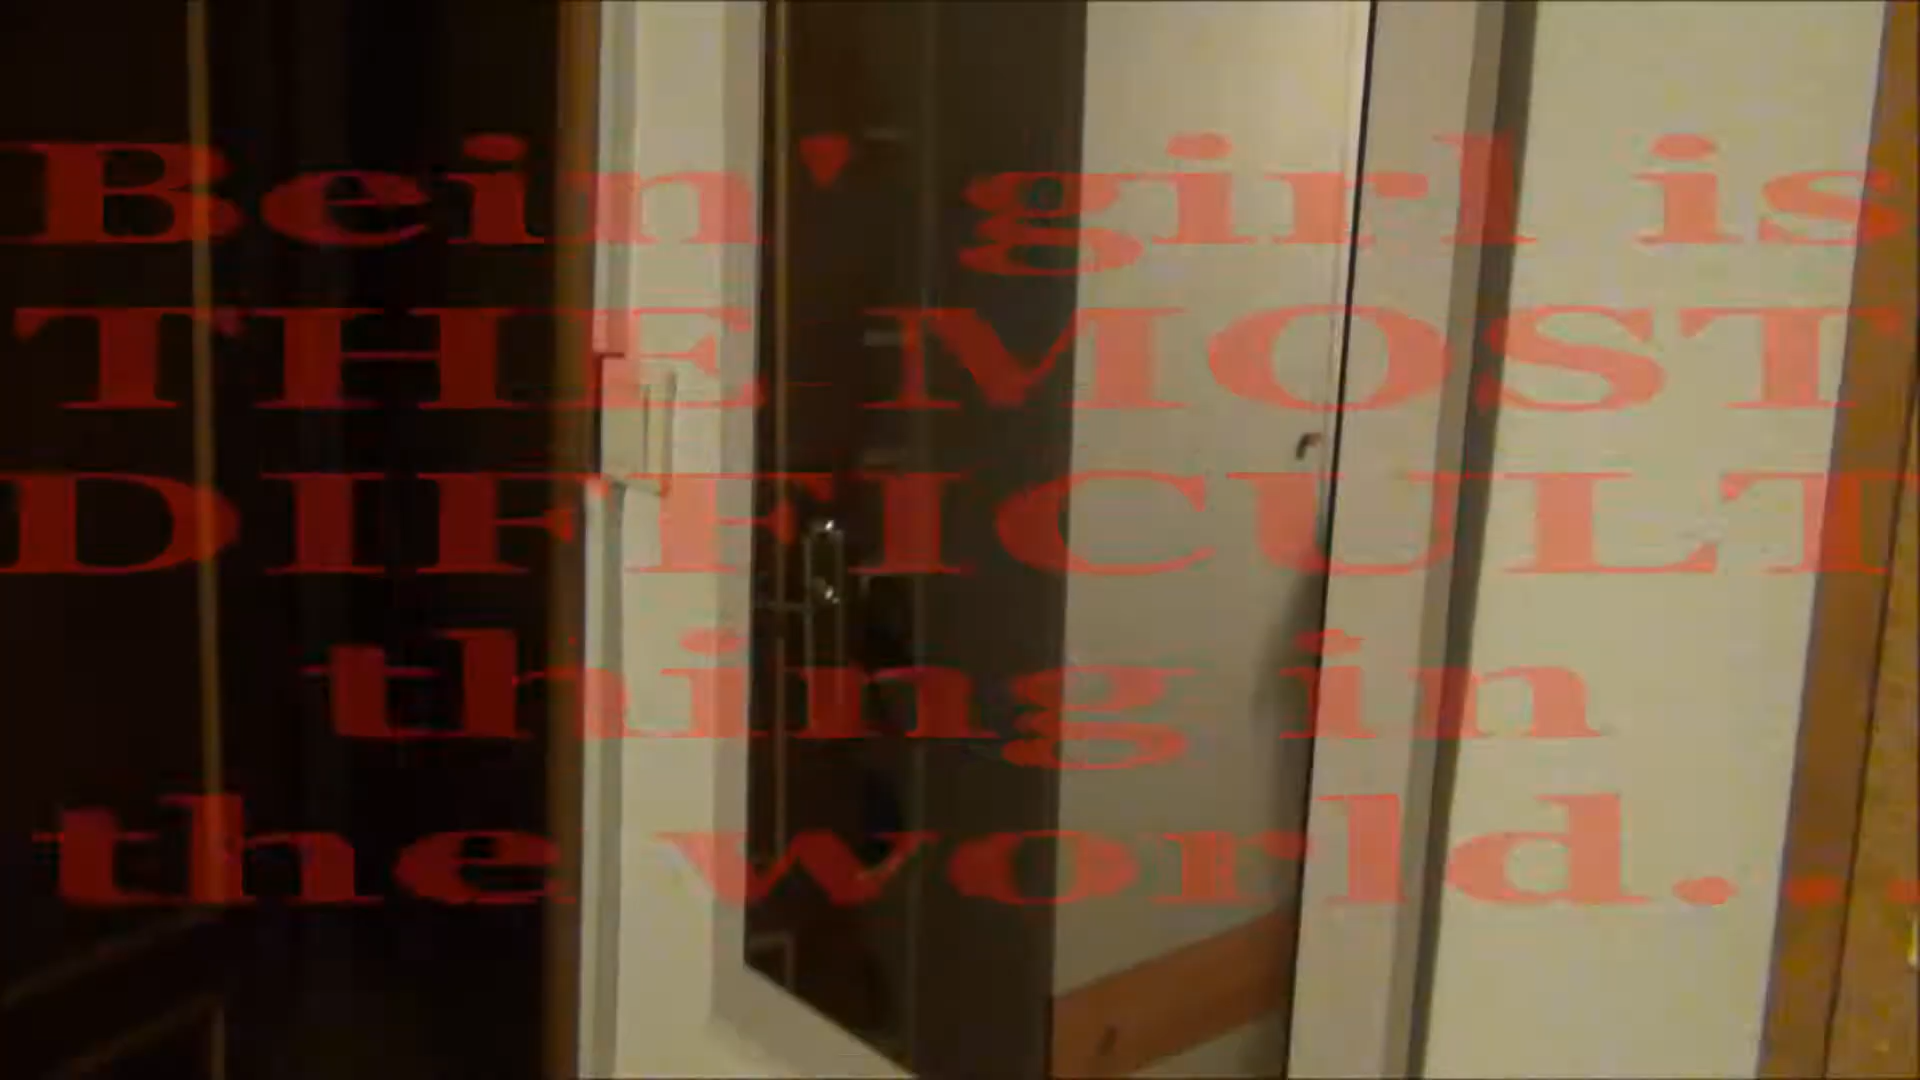 Bein' girl is
THE MOST
DIFFICULT
thing in
the world...